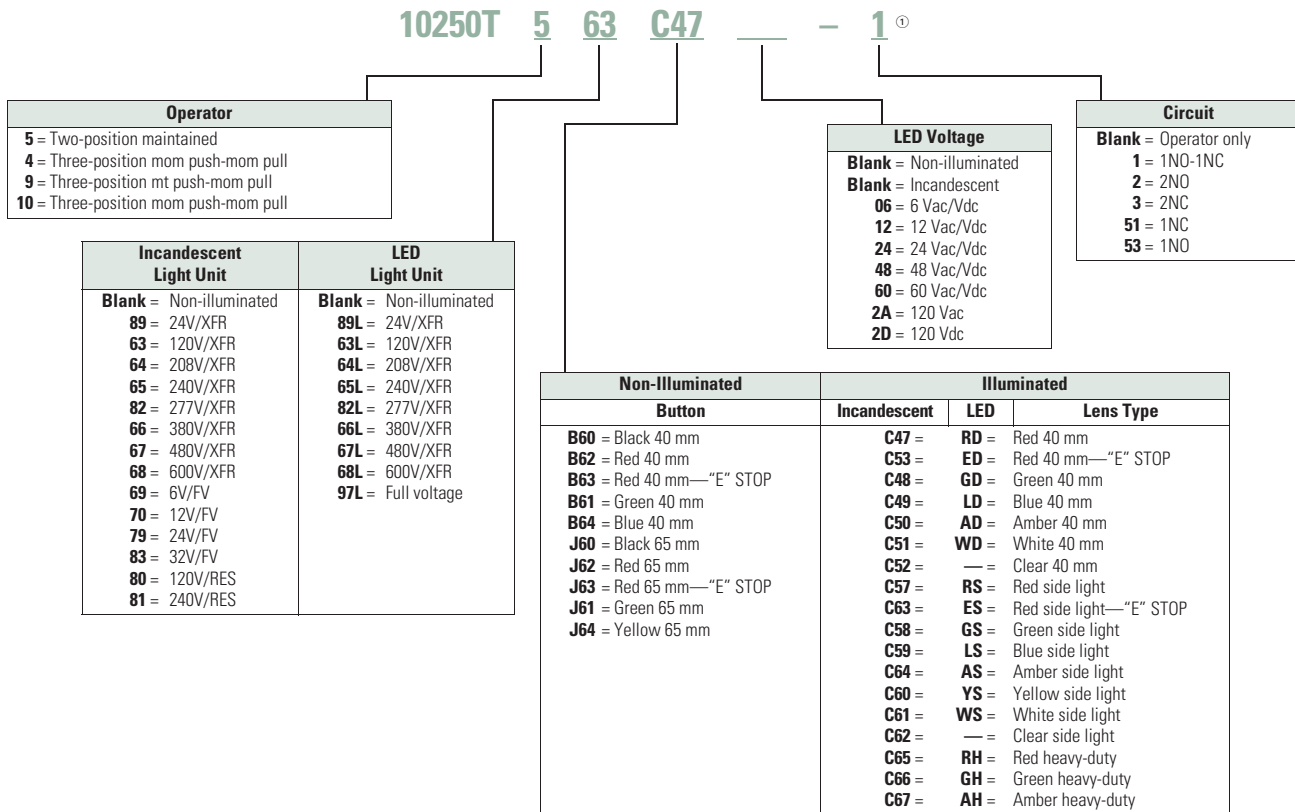 10250T 5 63 C47 – 1 ①
Operator
5 = Two-position maintained
4 = Three-position mom push-mom pull
9 = Three-position mt push-mom pull
10 = Three-position mom push-mom pull
LED Voltage
Blank = Non-illuminated
Blank = Incandescent
06 = 6 Vac/Vdc
12 = 12 Vac/Vdc
24 = 24 Vac/Vdc
48 = 48 Vac/Vdc
60 = 60 Vac/Vdc
2A = 120 Vac
2D = 120 Vdc
Circuit
Blank = Operator only
1 = 1NO-1NC
2 = 2NO
3 = 2NC
51 = 1NC
53 = 1NO
Incandescent
Light Unit
Blank = Non-illuminated
89 = 24V/XFR
63 = 120V/XFR
64 = 208V/XFR
65 = 240V/XFR
82 = 277V/XFR
66 = 380V/XFR
67 = 480V/XFR
68 = 600V/XFR
69 = 6V/FV
70 = 12V/FV
79 = 24V/FV
83 = 32V/FV
80 = 120V/RES
81 = 240V/RES
LED
Light Unit
Blank = Non-illuminated
89L = 24V/XFR
63L = 120V/XFR
64L = 208V/XFR
65L = 240V/XFR
82L = 277V/XFR
66L = 380V/XFR
67L = 480V/XFR
68L = 600V/XFR
97L = Full voltage
Non-Illuminated
Button
B60 = Black 40 mm
B62 = Red 40 mm
B63 = Red 40 mm—“E” STOP
B61 = Green 40 mm
B64 = Blue 40 mm
J60 = Black 65 mm
J62 = Red 65 mm
J63 = Red 65 mm—“E” STOP
J61 = Green 65 mm
J64 = Yellow 65 mm
Illuminated
Incandescent LED Lens Type
C47 = RD = Red 40 mm
C53 = ED = Red 40 mm—“E” STOP
C48 = GD = Green 40 mm
C49 = LD = Blue 40 mm
C50 = AD = Amber 40 mm
C51 = WD = White 40 mm
C52 = — = Clear 40 mm
C57 = RS = Red side light
C63 = ES = Red side light—“E” STOP
C58 = GS = Green side light
C59 = LS = Blue side light
C64 = AS = Amber side light
C60 = YS = Yellow side light
C61 = WS = White side light
C62 = — = Clear side light
C65 = RH = Red heavy-duty
C66 = GH = Green heavy-duty
C67 = AH = Amber heavy-duty